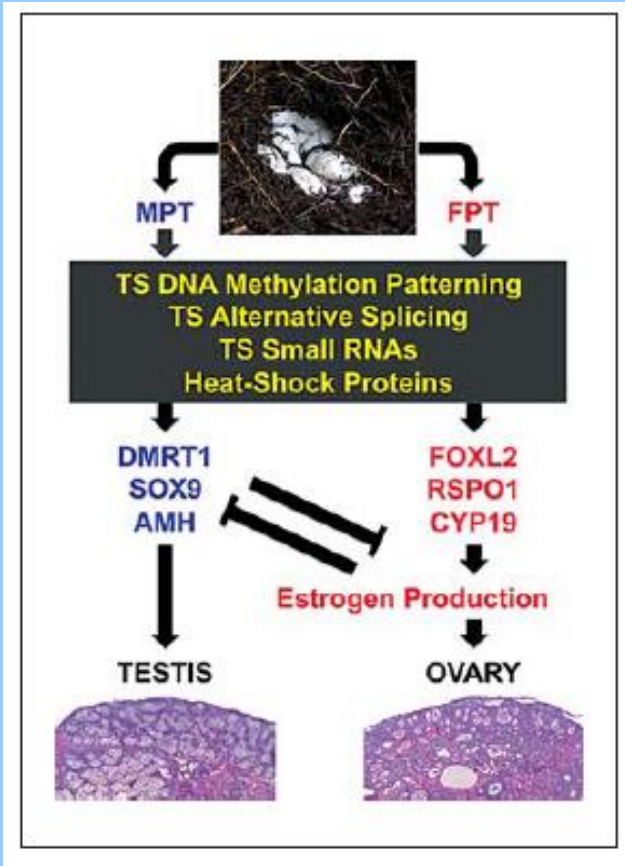 MPT
FPT
TS DNA Methylation Patterning
TS Alternative Splicing
TS Small RNAs
Heat-Shock Proteins
DMRT1
SOX9
AMH
FOXL2
RSPO1
CYP19
Estrogen Production
TESTIS
OVARY